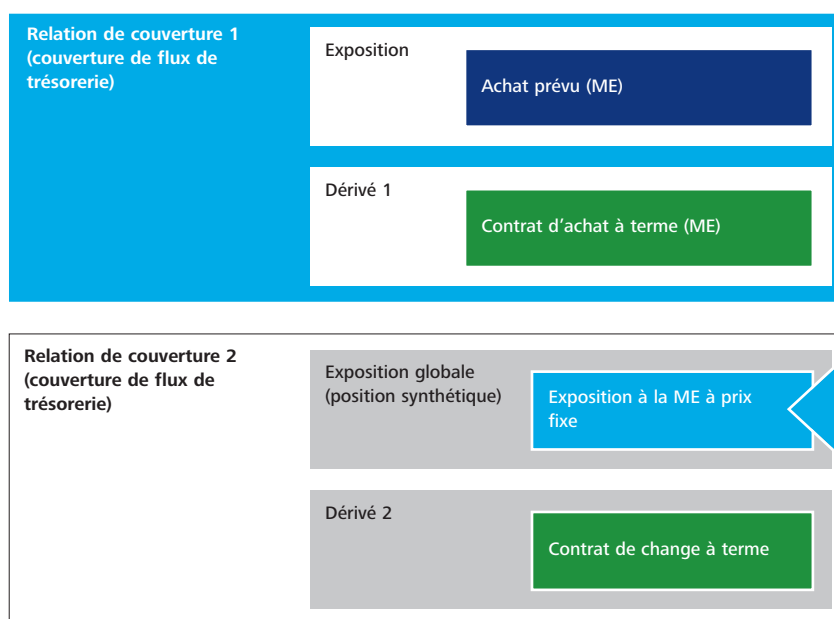 Relation de couverture 1
(couverture de flux de
trésorerie)
Exposition
Achat prévu (ME)
Dérivé 1
Contrat d'achat à terme (ME)
Relation de couverture 2
(couverture de flux de
trésorerie)
Exposition globale
(position synthétique)
Exposition à la ME à prix
fixe
Dérivé 2
Contrat de change à terme